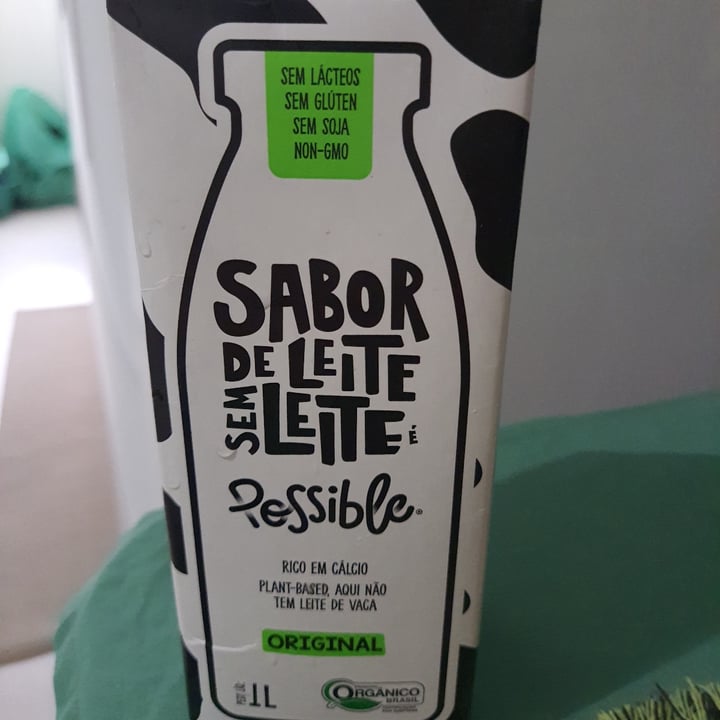 SEM LÁCTEOS
SEM GLÚTEN
SEM SOJA
NON-GMO
SABOR
DE LEITE
SEM LEITE É
Possible®
RICO EM CÁLCIO
PLANT-BASED, AQUI NÃO
TEM LEITE DE VACA
ORIGINAL
1L
ORGÂNICO
BRASIL